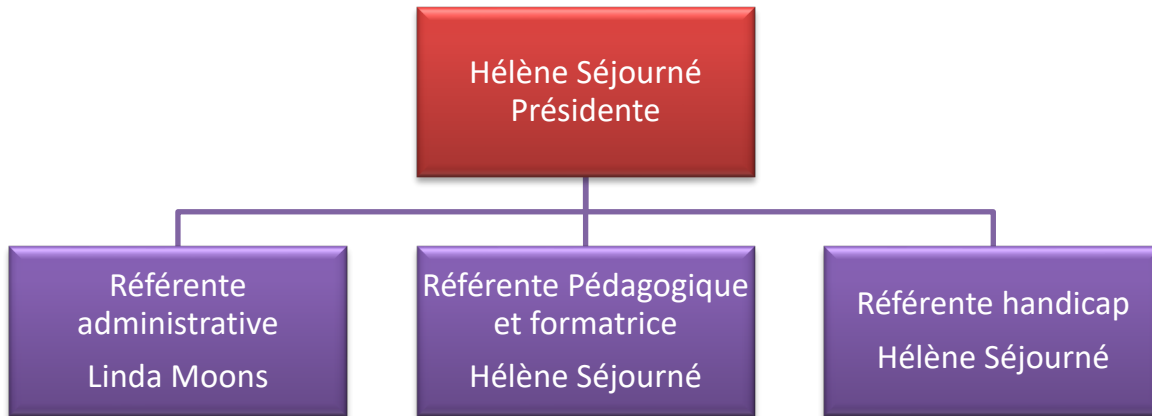 Hélène Séjourné
Présidente
Référente
administrative
Linda Moons
Référente Pédagogique
et formatrice
Hélène Séjourné
Référente handicap
Hélène Séjourné